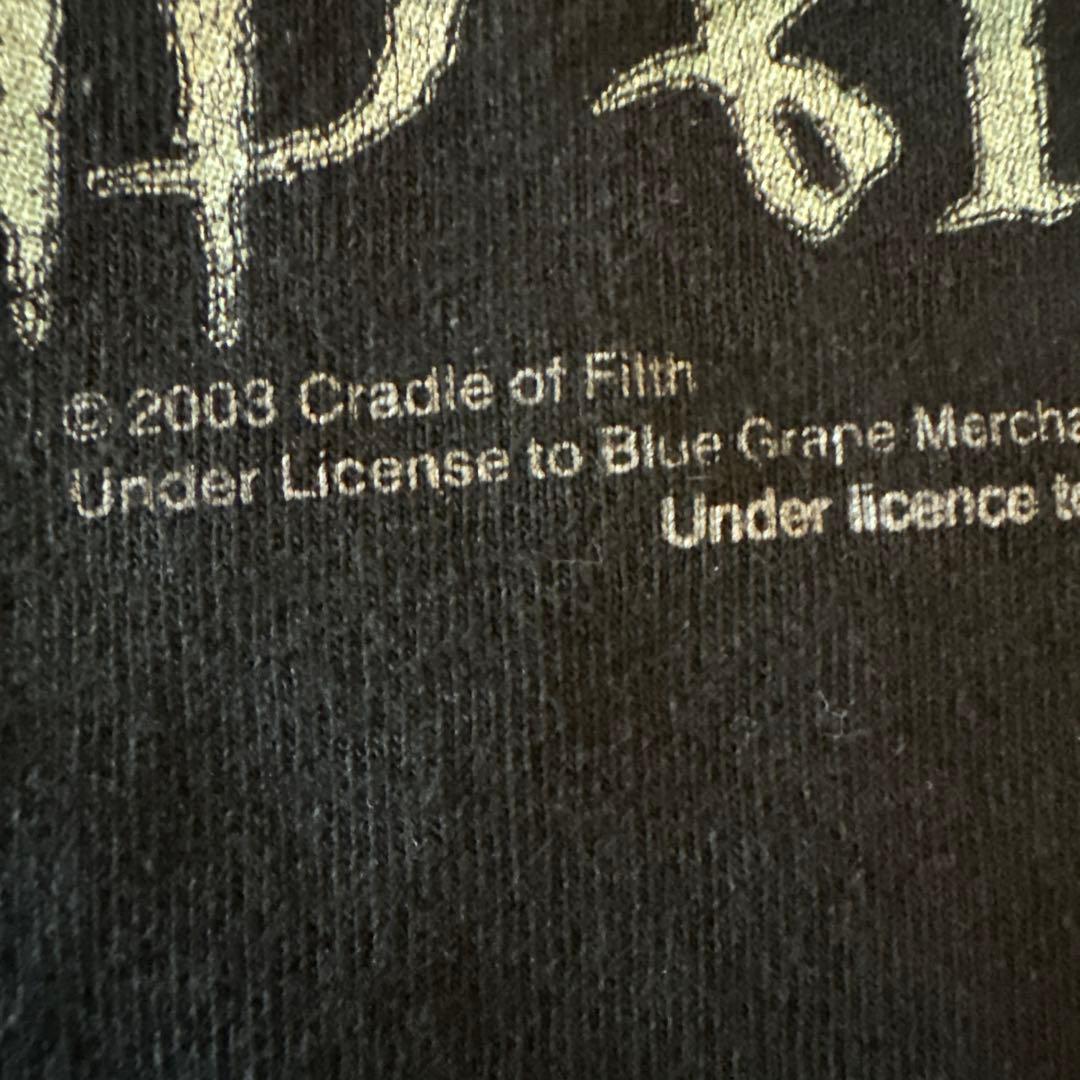 © 2003 Cradle of Filth
Under License to Blue Grape Mercha
Under licence to